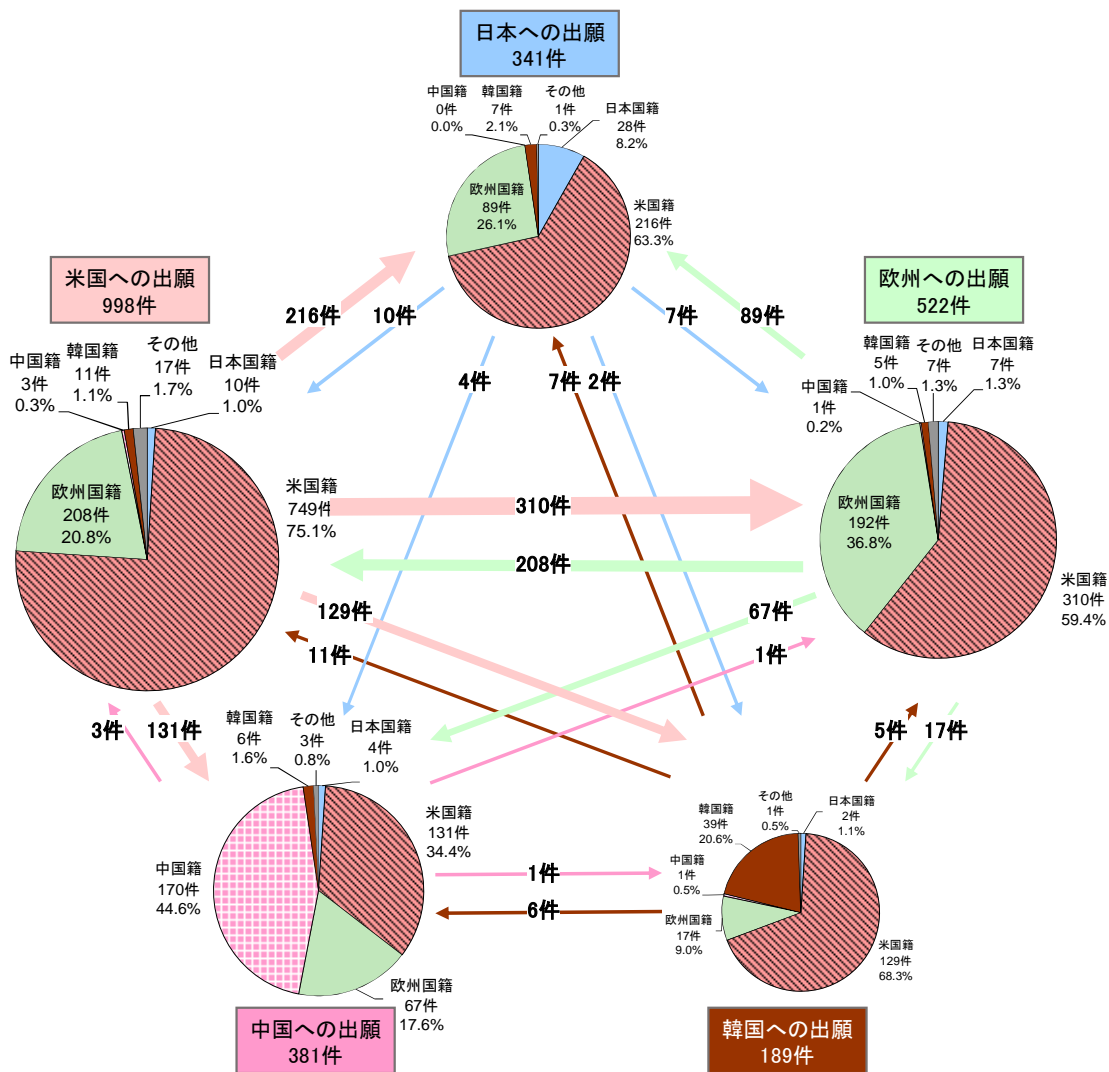 日本への出願
341件
中国籍
0件
0.0%
韓国籍
7件
2.1%
その他
1件
0.3%
日本国籍
28件
8.2%
欧州国籍
89件
26.1%
米国籍
216件
63.3%
米国への出願
998件
欧州への出願
522件
216件
10件
7件
89件
中国籍
3件
0.3%
韓国籍
11件
1.1%
その他
17件
1.7%
日本国籍
10件
1.0%
4件
7件
2件
中国籍
1件
0.2%
韓国籍
5件
1.0%
その他
7件
1.3%
日本国籍
7件
1.3%
欧州国籍
208件
20.8%
米国籍
749件
75.1%
310件
208件
欧州国籍
192件
36.8%
米国籍
310件
59.4%
129件
67件
11件
1件
3件
131件
5件
17件
韓国籍
6件
1.6%
その他
3件
0.8%
日本国籍
4件
1.0%
米国籍
131件
34.4%
中国籍
170件
44.6%
欧州国籍
67件
17.6%
1件
6件
韓国籍
39件
20.6%
その他
1件
0.5%
日本国籍
2件
1.1%
中国籍
1件
0.5%
欧州国籍
17件
9.0%
米国籍
129件
68.3%
中国への出願
381件
韓国への出願
189件